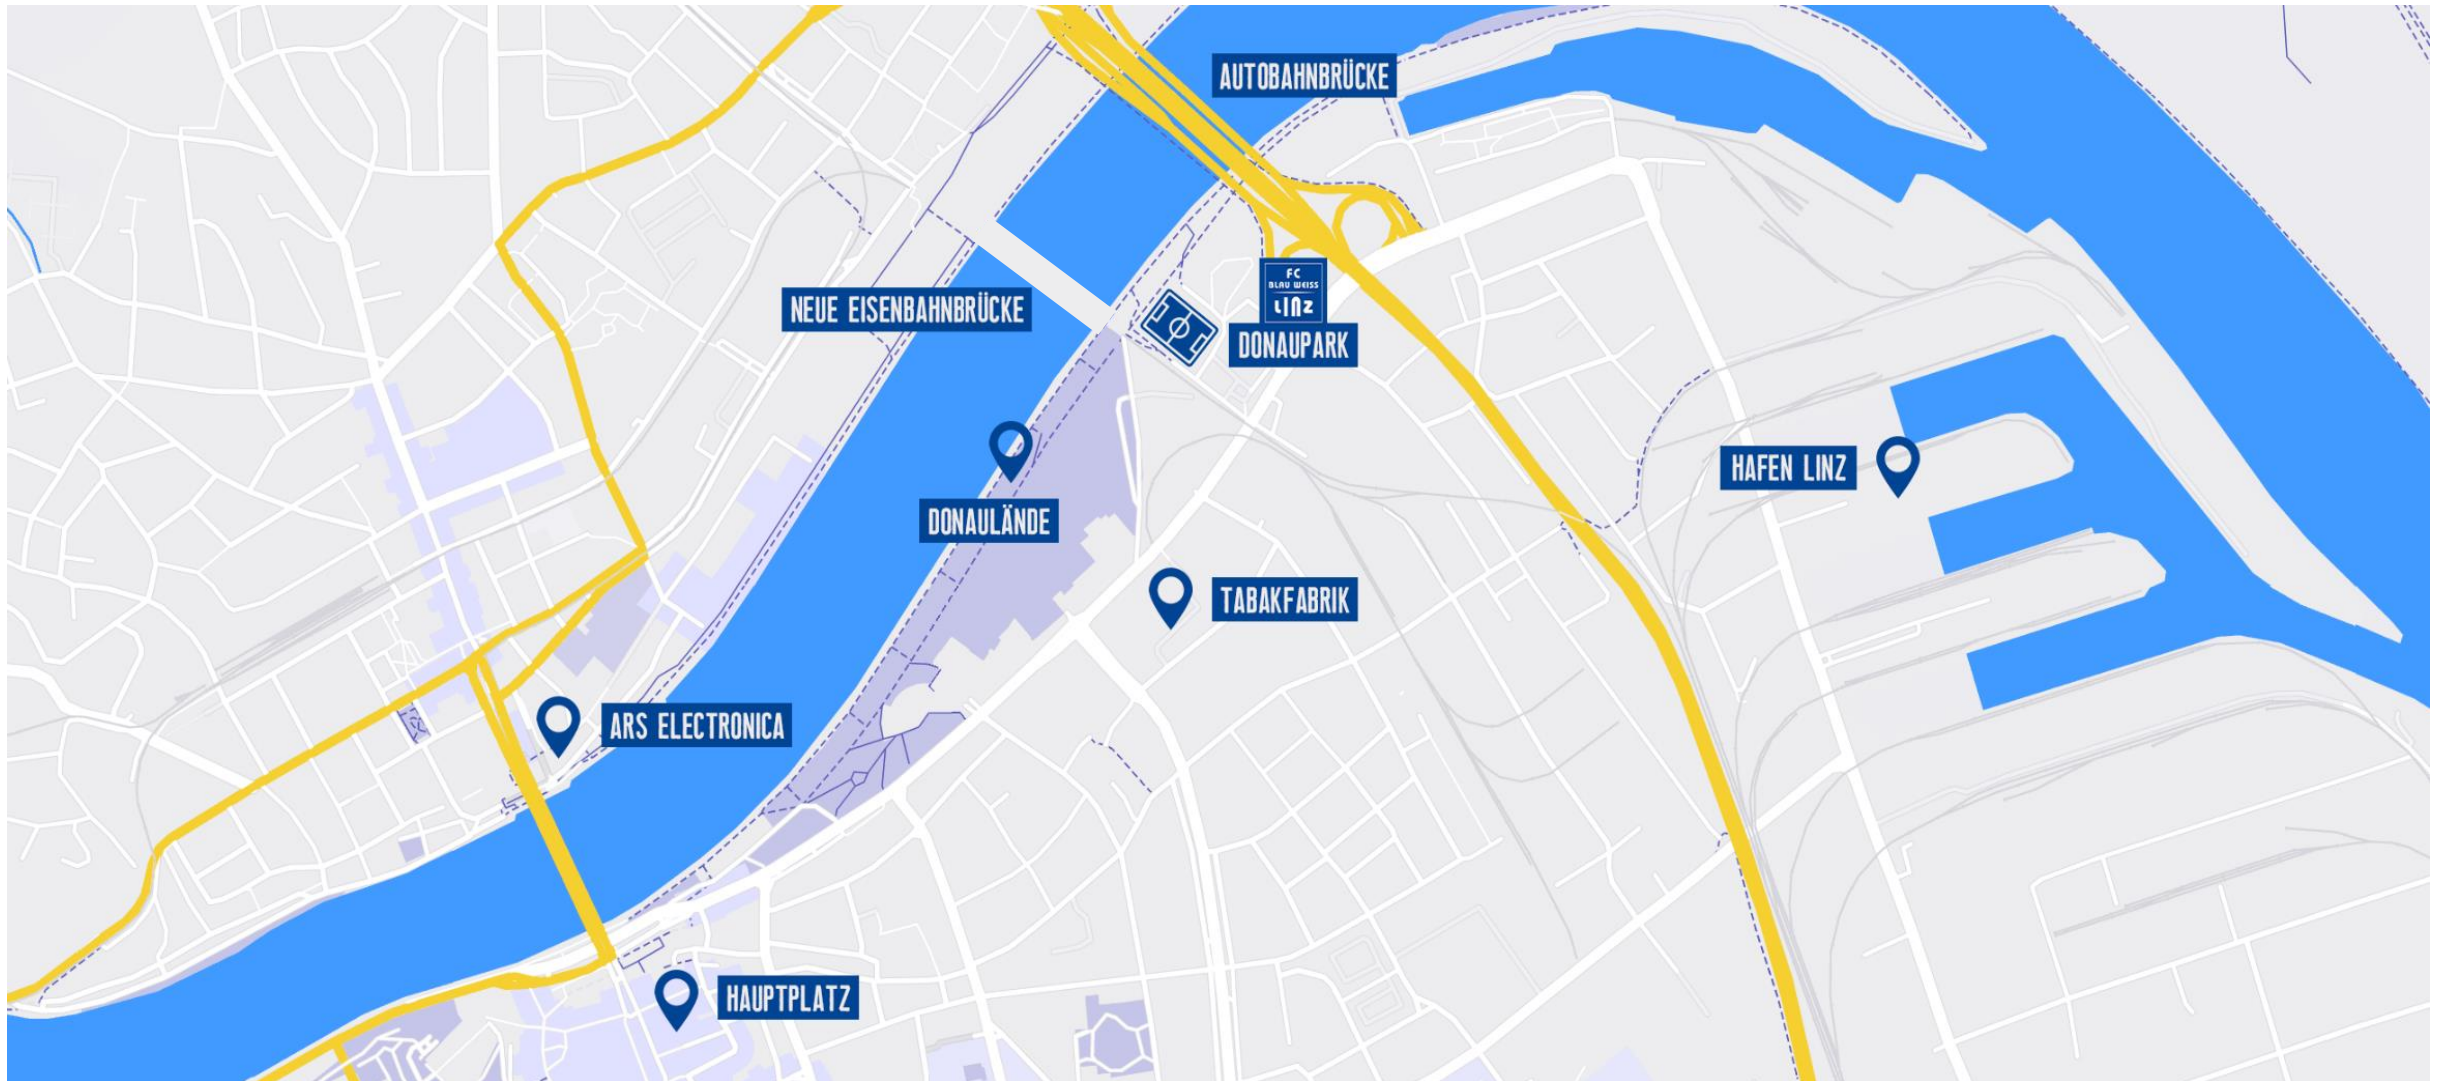 AUTOBAHNBRÜCKE
FC
BLAU WEISS
LINZ
NEUE EISENBAHNBRÜCKE
DONAUPARK
HAFEN LINZ
DONAULÄNDE
TABAKFABRIK
ARS ELECTRONICA
HAUPTPLATZ